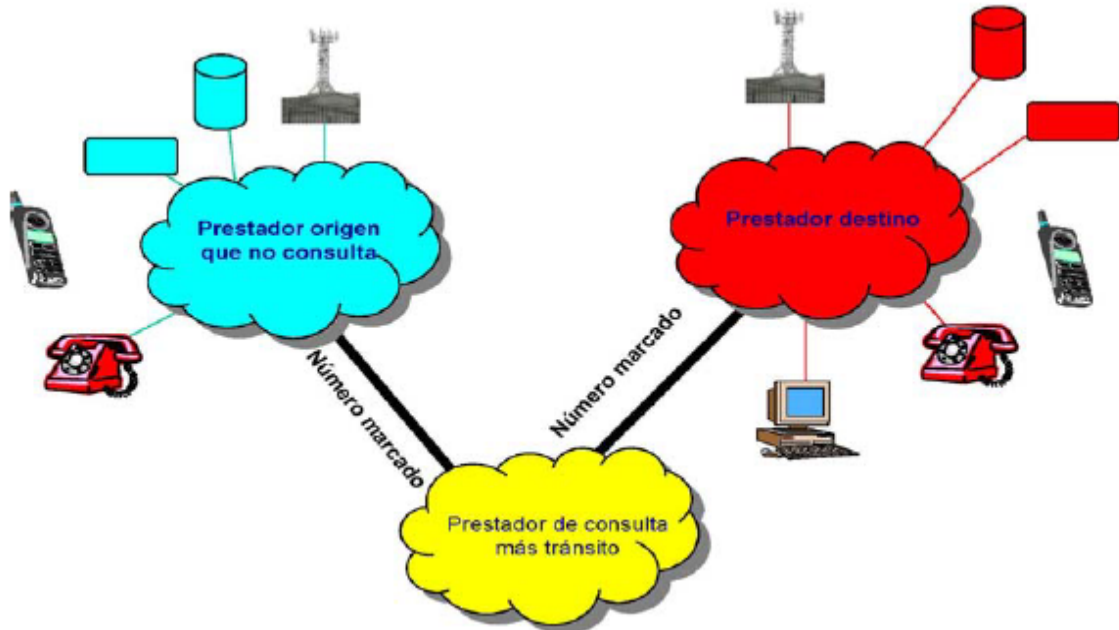 Prestador origen
que no consulta
Prestador destino
Número marcado
Número marcado
Prestador de consulta
más tránsito